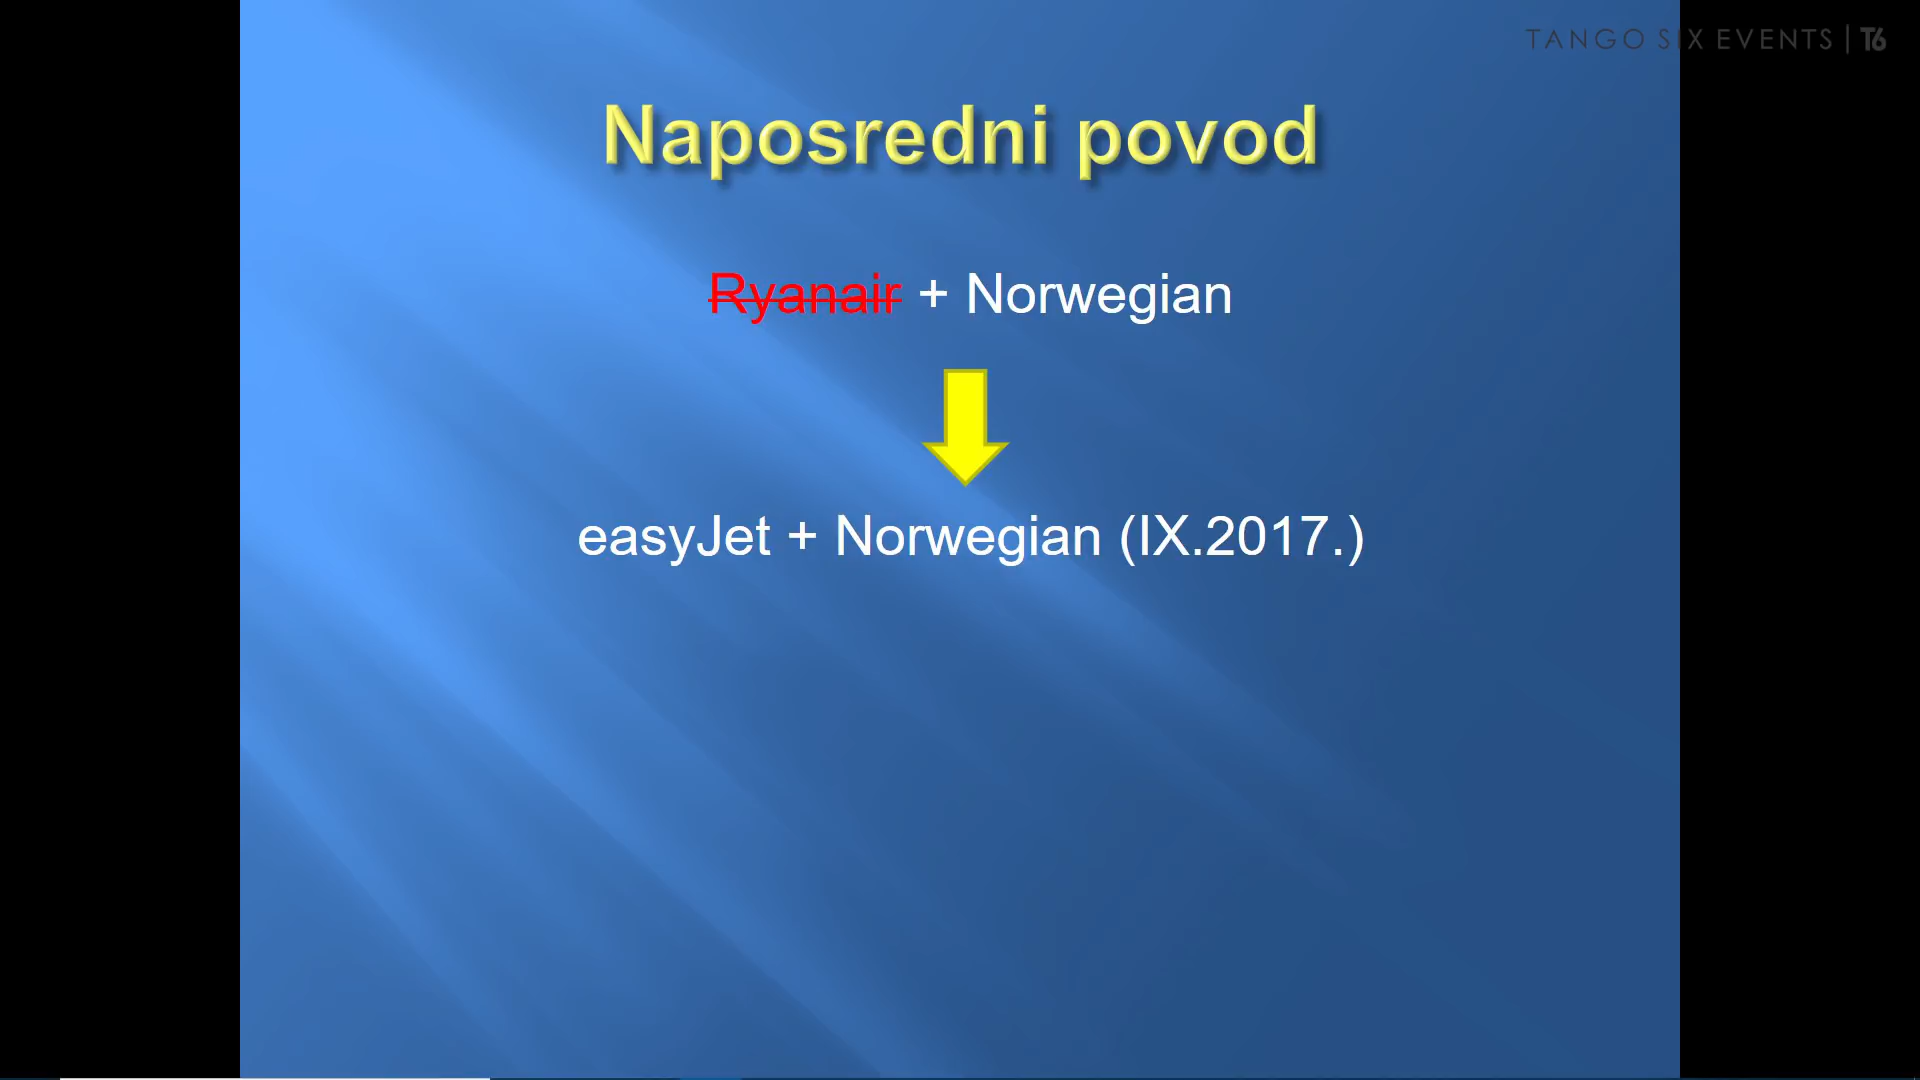 TANGO SIX EVENTS | T6
Naposredni povod
Ryanair + Norwegian
easyJet + Norwegian (IX.2017.)